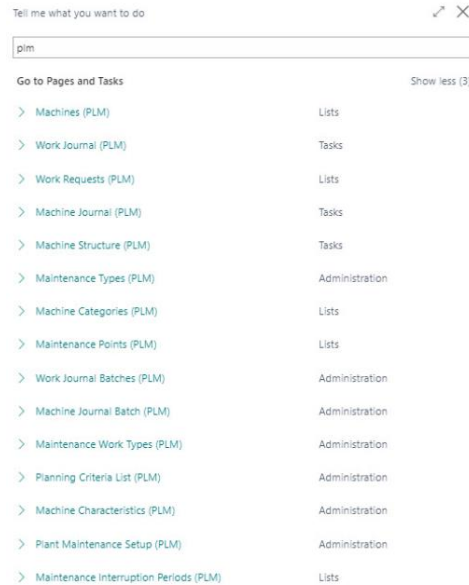 Tell me what you want to do
plm
Go to Pages and Tasks Show less (3)
Machines (PLM) Lists
Work Journal (PLM) Tasks
Work Requests (PLM) Lists
Machine Journal (PLM) Tasks
Machine Structure (PLM) Tasks
Maintenance Types (PLM) Administration
Machine Categories (PLM) Lists
Maintenance Points (PLM) Lists
Work Journal Batches (PLM) Administration
Machine Journal Batch (PLM) Administration
Maintenance Work Types (PLM) Administration
Planning Criteria List (PLM) Administration
Machine Characteristics (PLM) Administration
Plant Maintenance Setup (PLM) Administration
Maintenance Interruption Periods (PLM) Lists